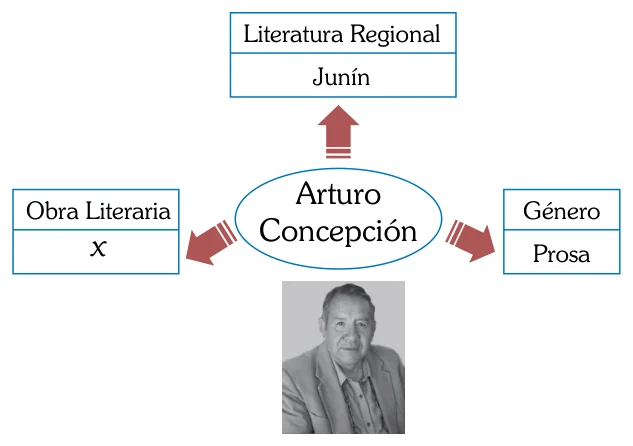 Literatura Regional
Junín
Arturo
Concepción
Obra Literaria
x
Género
Prosa